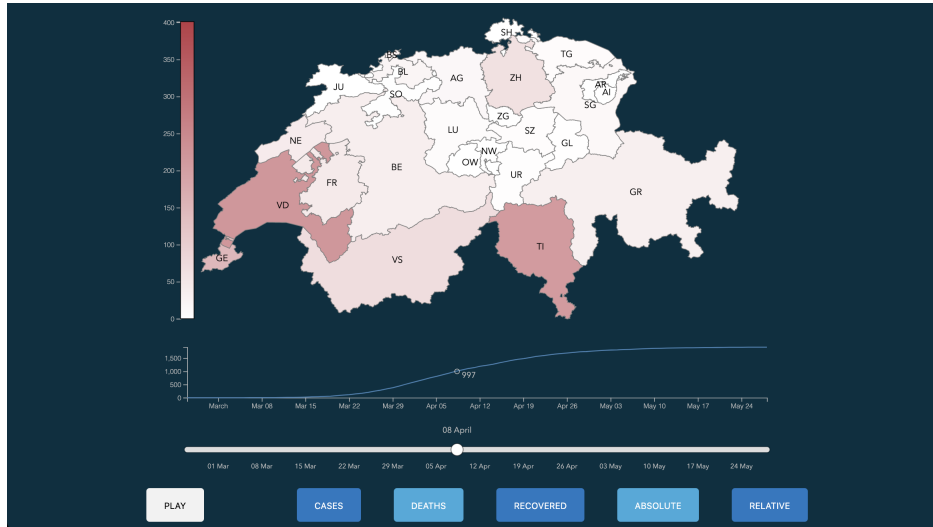 400
350
300
250
200
150
100
50
0
SH
TG
BS
BL
AG
ZH
JU
SO
AR
AI
SG
ZG
NE
LU
SZ
NW
GL
OW
BE
FR
UR
GR
VD
TI
GE
VS
1,500
1,000
500
0
997
March Mar 08 Mar 15 Mar 22 Mar 29 Apr 05 Apr 12 Apr 19 Apr 26 May 03 May 10 May 17 May 24
08 April
01 Mar 08 Mar 15 Mar 22 Mar 29 Mar 05 Apr 12 Apr 19 Apr 26 Apr 03 May 10 May 17 May 24 May
PLAY CASES DEATHS RECOVERED ABSOLUTE RELATIVE